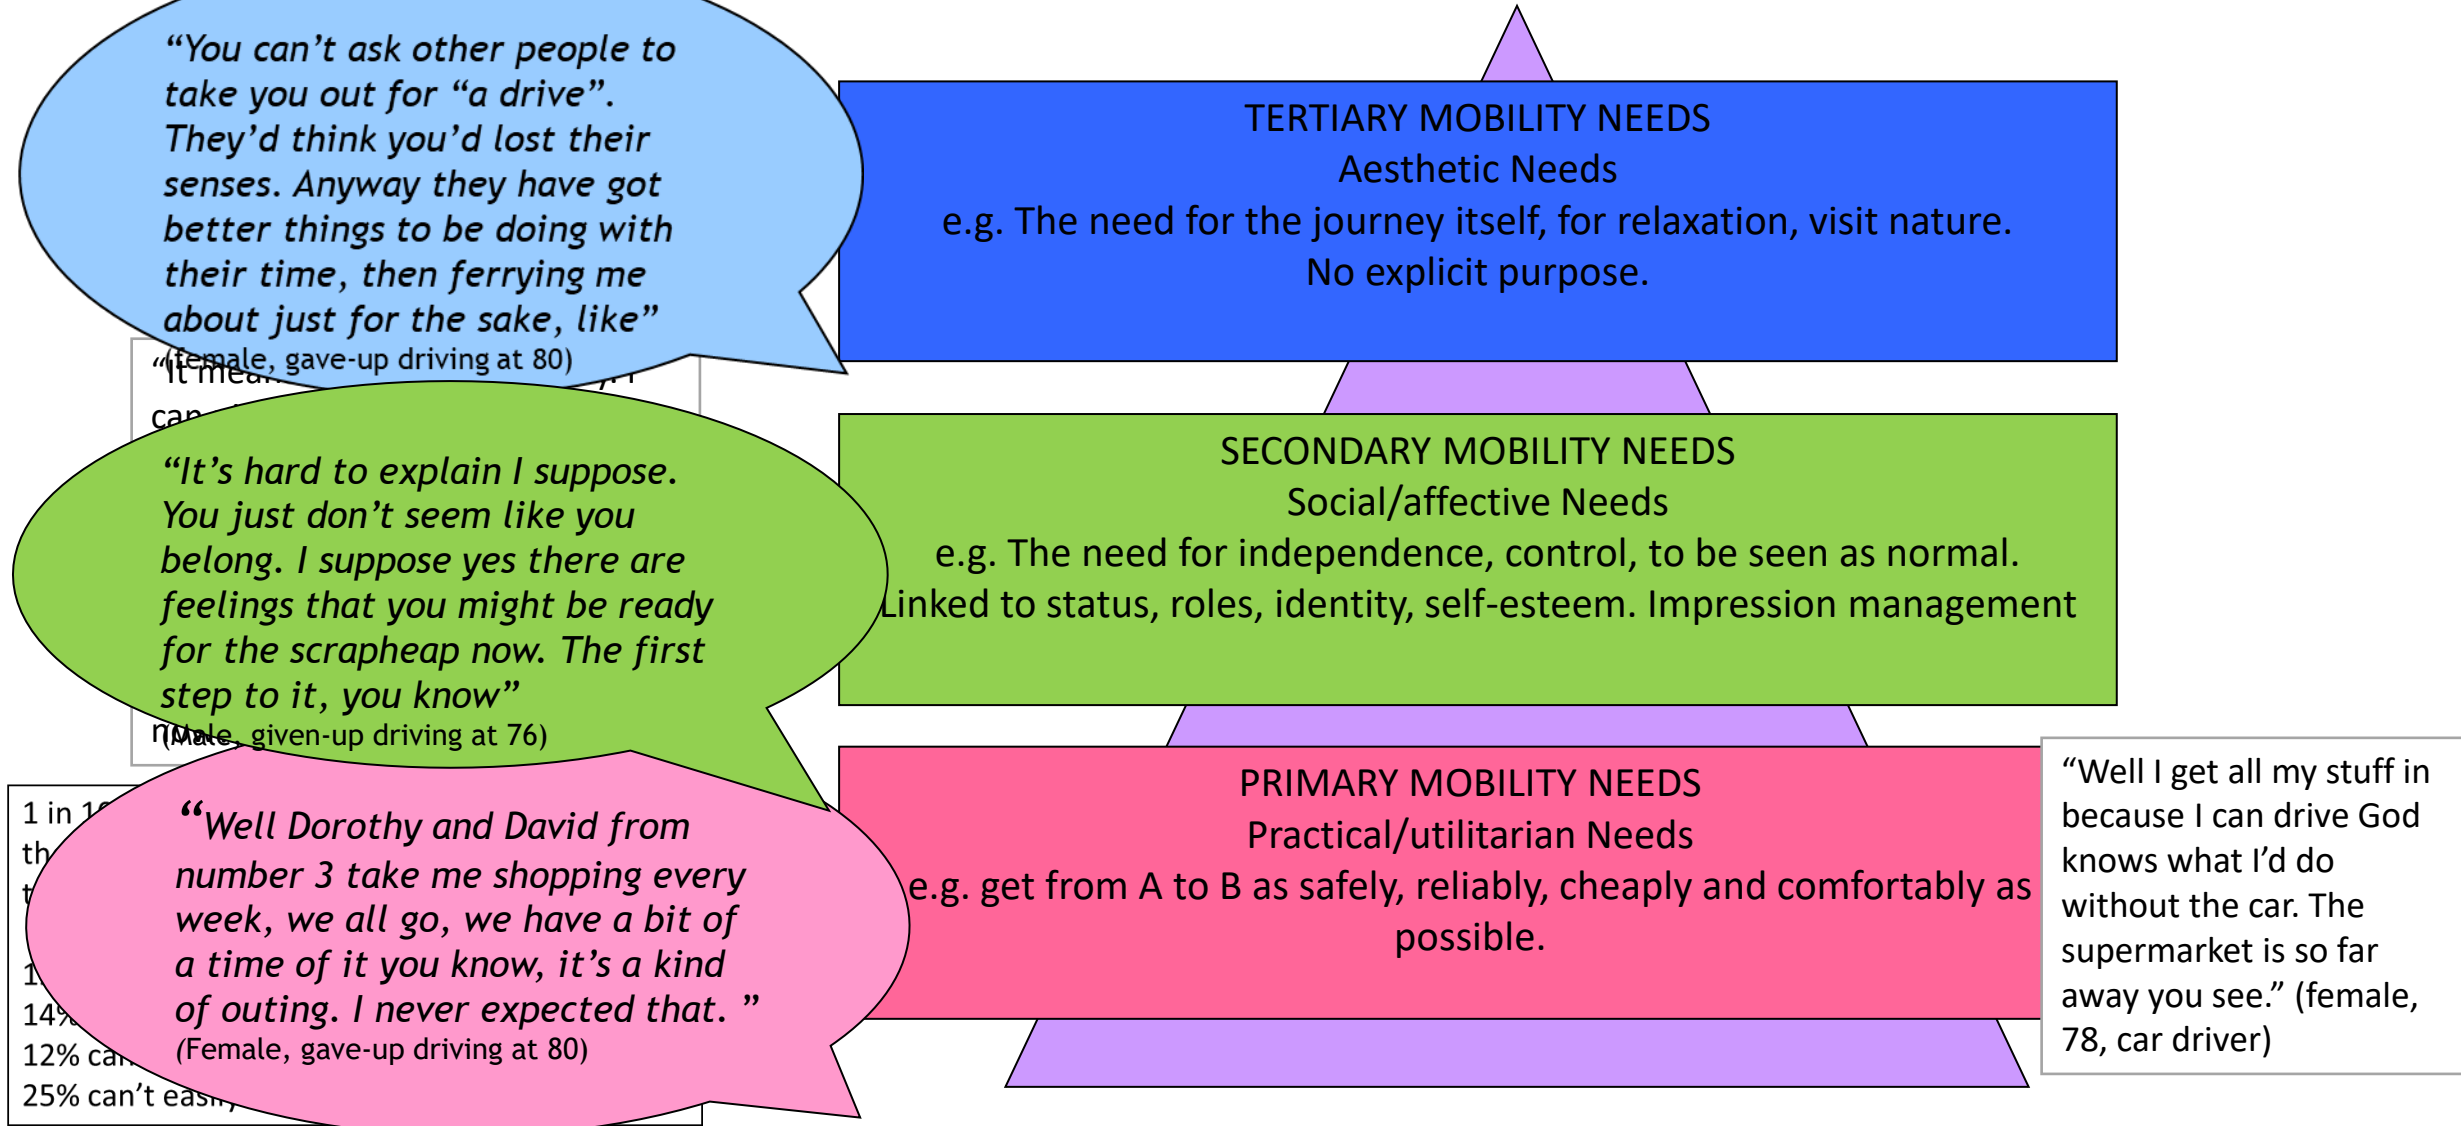 “You can’t ask other people to
take you out for “a drive”.
They’d think you’d lost their
senses. Anyway they have got
better things to be doing with
their time, then ferrying me
about just for the sake, like”
(female, gave-up driving at 80)
“It
“It’s hard to explain I suppose.
You just don’t seem like you
belong. I suppose yes there are
feelings that you might be ready
for the scrapheap now. The first
step to it, you know”
(Male, given-up driving at 76)
1 in
“Well Dorothy and David from
number 3 take me shopping every
week, we all go, we have a bit of
a time of it you know, it’s a kind
of outing. I never expected that. ”
(Female, gave-up driving at 80)
14%
12%
25% can’t
TERTIARY MOBILITY NEEDS
Aesthetic Needs
e.g. The need for the journey itself, for relaxation, visit nature.
No explicit purpose.
SECONDARY MOBILITY NEEDS
Social/affective Needs
e.g. The need for independence, control, to be seen as normal.
Linked to status, roles, identity, self-esteem. Impression management
PRIMARY MOBILITY NEEDS
Practical/utilitarian Needs
e.g. get from A to B as safely, reliably, cheaply and comfortably as
possible.
“Well I get all my stuff in
because I can drive God
knows what I’d do
without the car. The
supermarket is so far
away you see.” (female,
78, car driver)